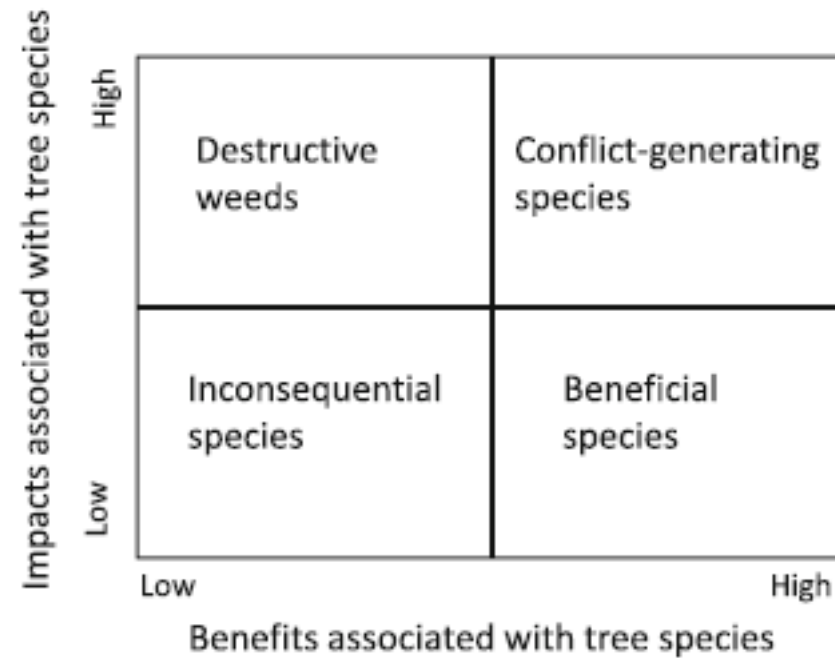 Impacts associated with tree species
High
Low
Destructive
weeds
Conflict-generating
species
Inconsequential
species
Beneficial
species
Low
High
Benefits associated with tree species